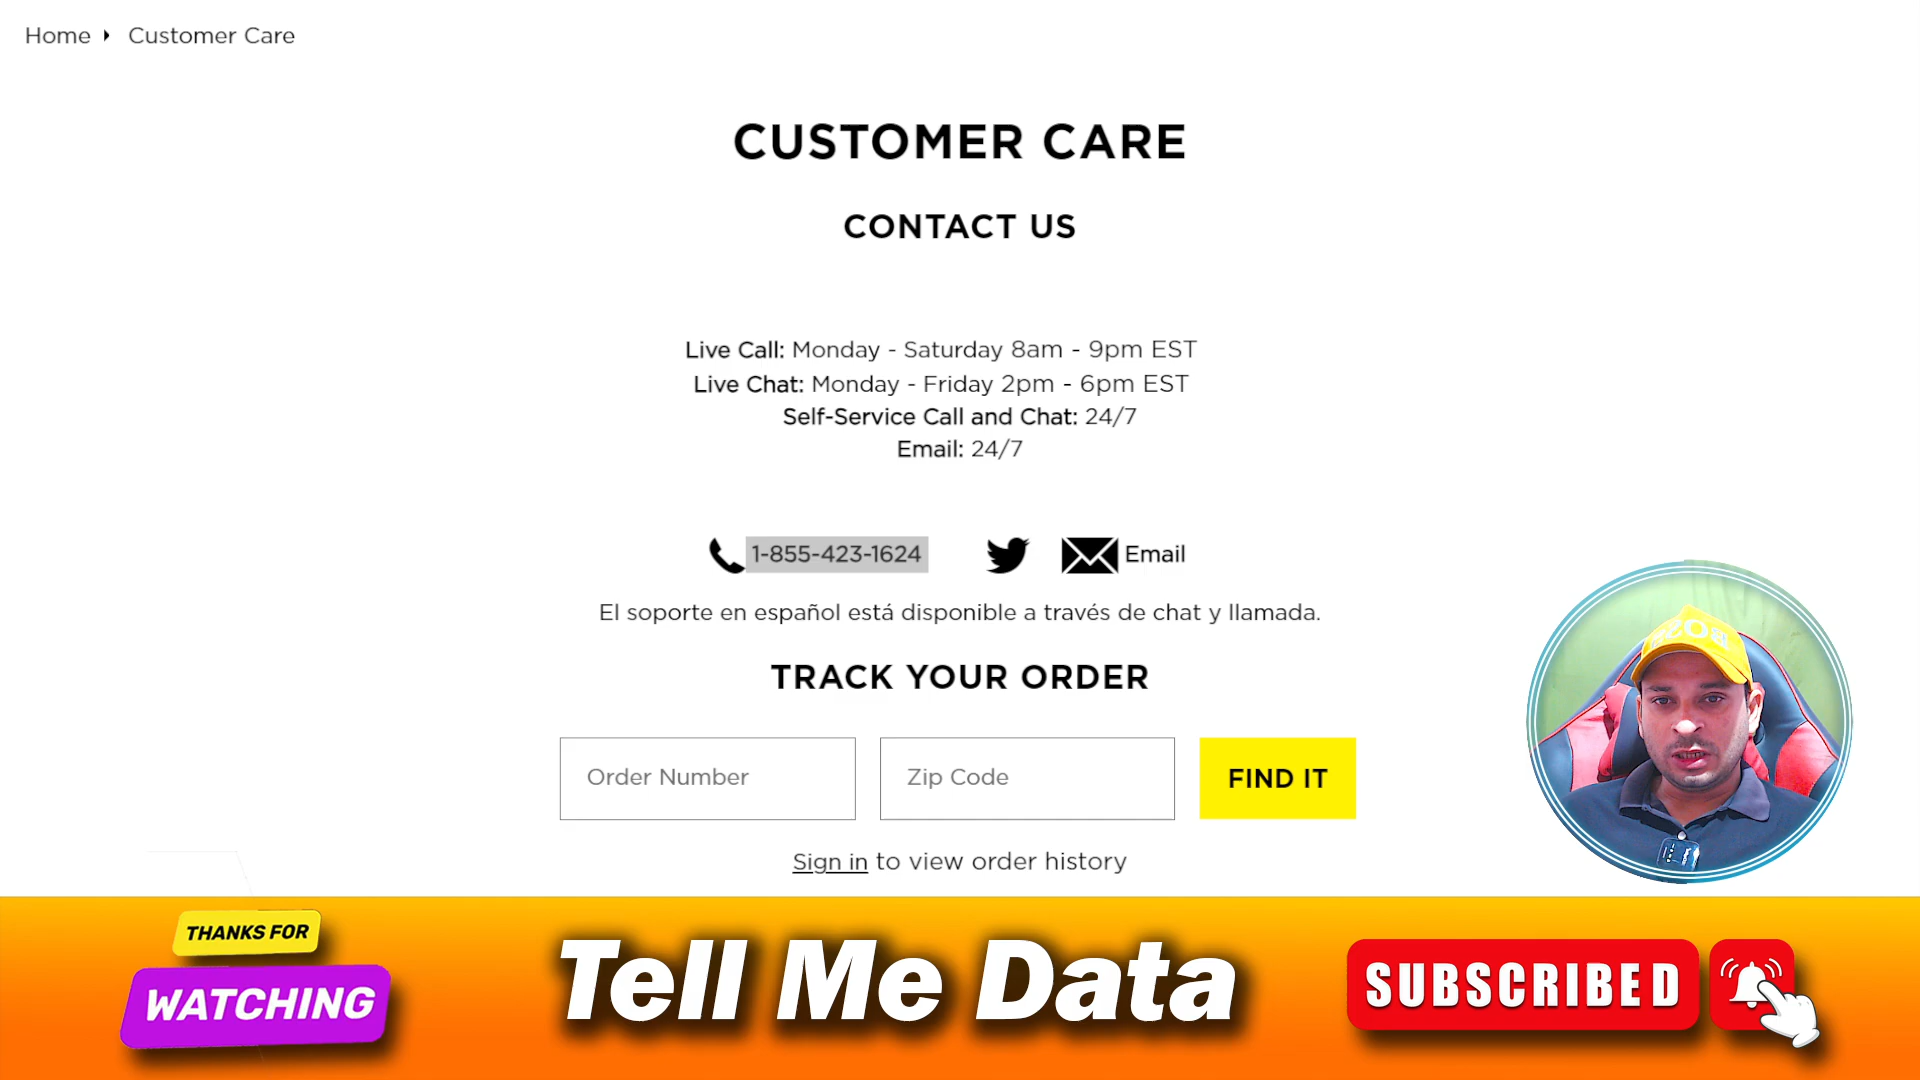 Home Customer Care
CUSTOMER CARE
CONTACT US
Live Call: Monday - Saturday 8am - 9pm EST
Live Chat: Monday - Friday 2pm - 6pm EST
Self-Service Call and Chat: 24/7
Email: 24/7
1-855-423-1624 Email
El soporte en español está disponible a través de chat y llamada.
TRACK YOUR ORDER
Order Number Zip Code FIND IT
Sign in to view order history
THANKS FOR
WATCHING
Tell Me Data
SUBSCRIBED